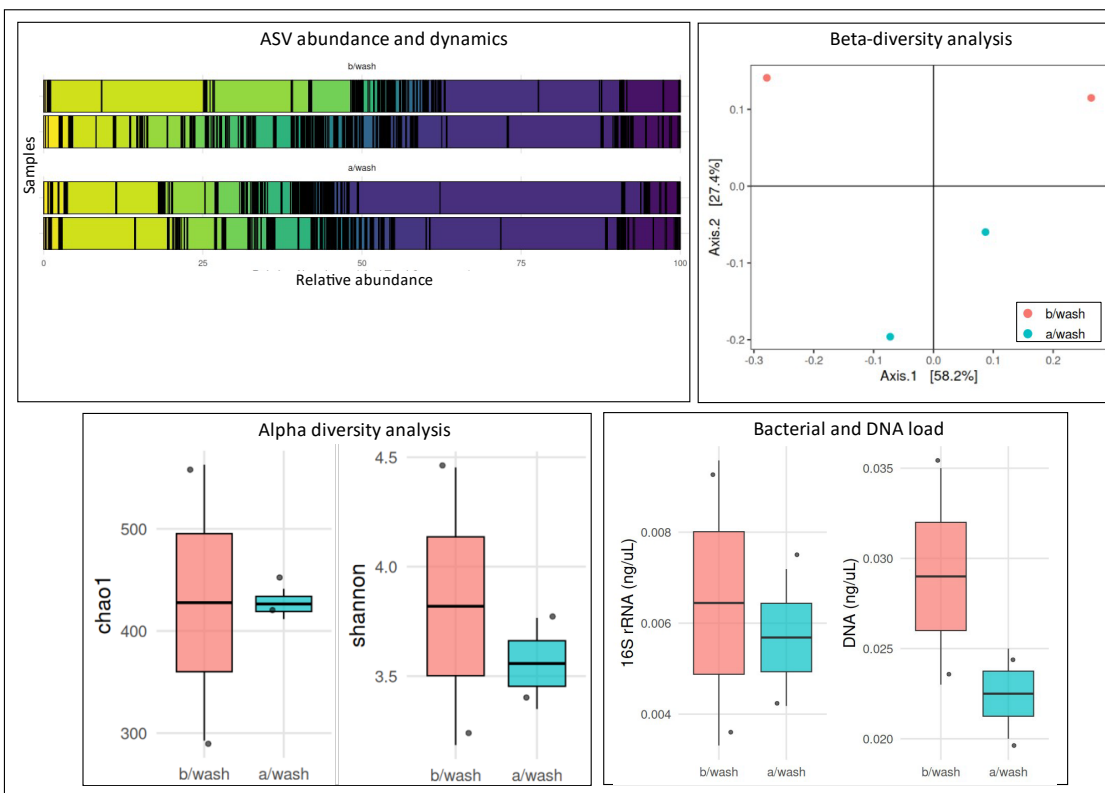 ASV abundance and dynamics
b/wash
a/wash
Samples
0
25
50
75
100
Relative abundance
Beta-diversity analysis
0.1
0.0
-0.1
-0.2
Axis.2 [27.4%]
b/wash
a/wash
-0.3
-0.2
-0.1
0.0
0.1
0.2
Axis.1 [58.2%]
Alpha diversity analysis
500
400
300
chao1
b/wash
a/wash
4.5
4.0
3.5
shannon
b/wash
a/wash
Bacterial and DNA load
0.008
0.006
0.004
16S rRNA (ng/uL)
b/wash
a/wash
0.035
0.030
0.025
0.020
DNA (ng/uL)
b/wash
a/wash